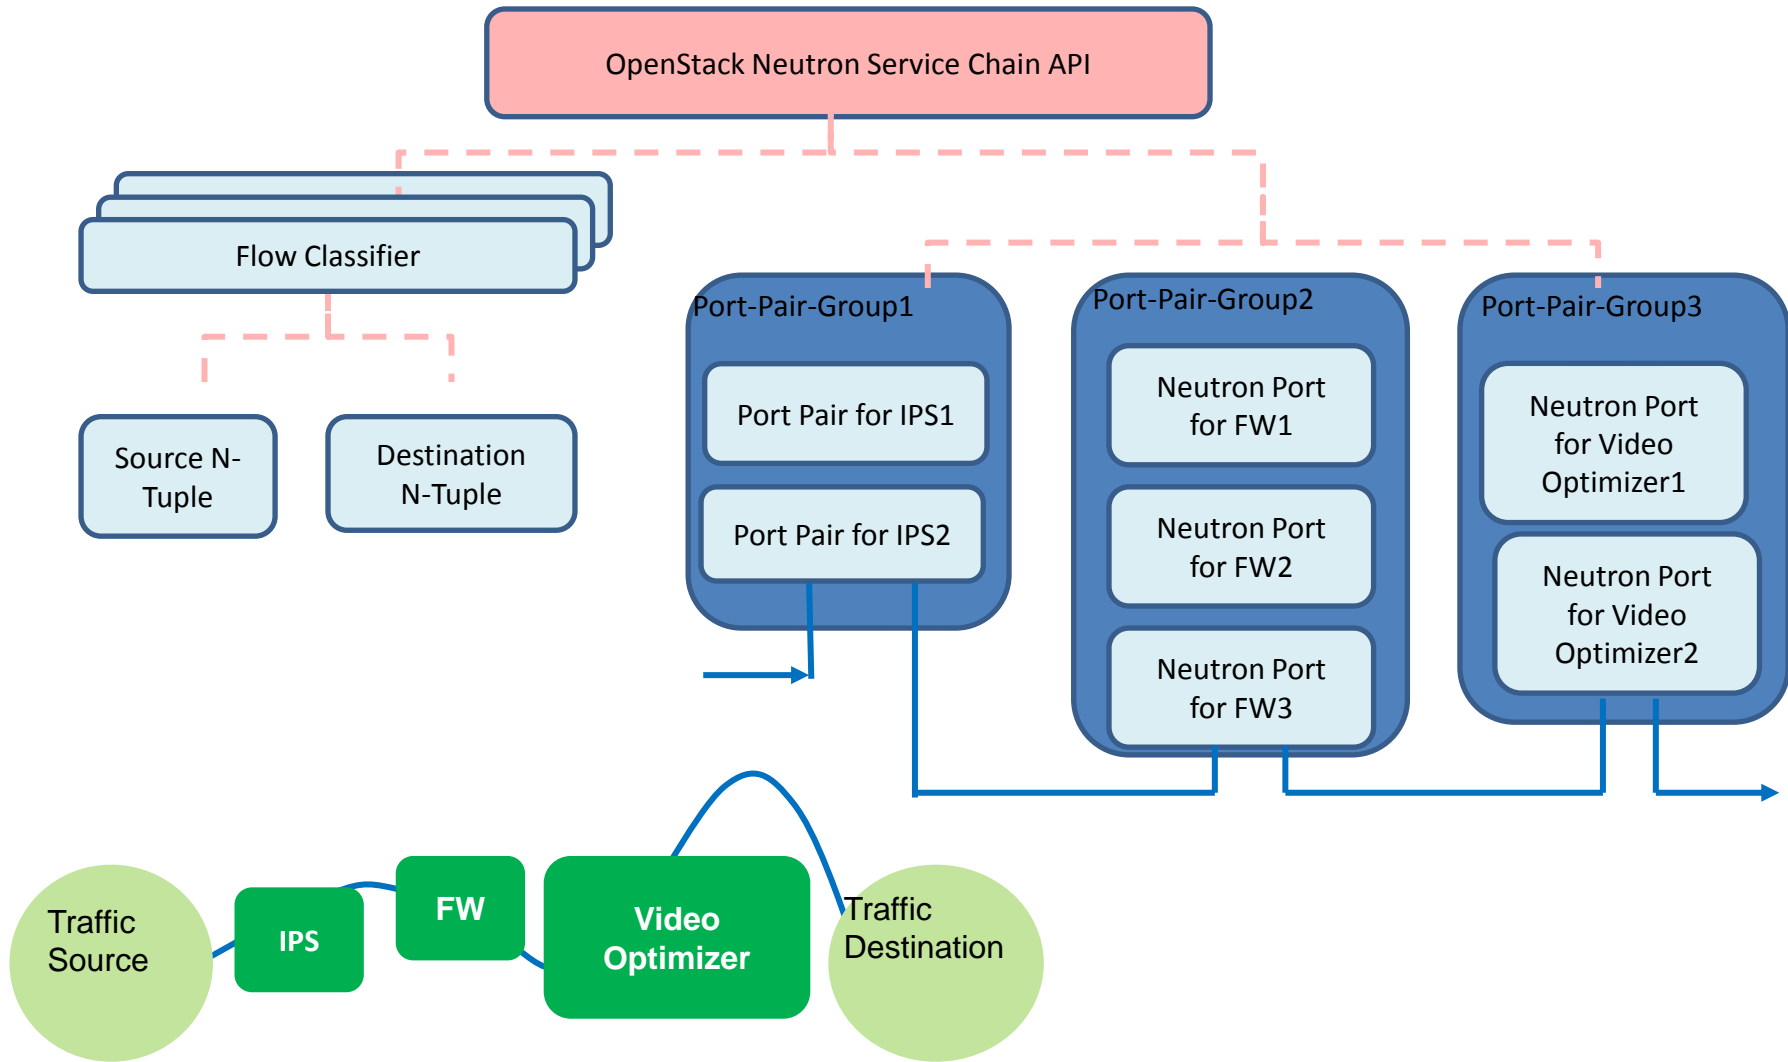 OpenStack Neutron Service Chain API
Flow Classifier
Source N-
Tuple
Destination
N-Tuple
Port-Pair-Group1
Port Pair for IPS1
Port Pair for IPS2
Port-Pair-Group2
Neutron Port
for FW1
Neutron Port
for FW2
Neutron Port
for FW3
Port-Pair-Group3
Neutron Port
for Video
Optimizer1
Neutron Port
for Video
Optimizer2
Traffic
Source
IPS
FW
Video
Optimizer
Traffic
Destination